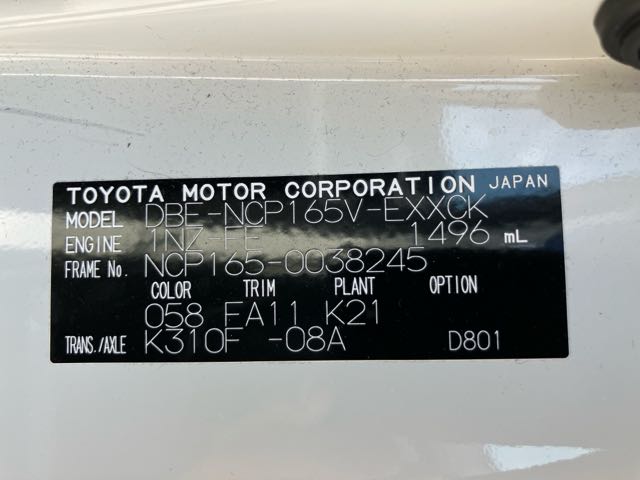 TOYOTA MOTOR CORPORATION JAPAN
MODEL DBE-NCP165V-EXXCK
ENGINE 1NZ-FE 1496 mL
FRAME No. NCP165-0038245
COLOR TRIM PLANT OPTION
058 FA11 K21
TRANS./AXLE K310F -08A D801